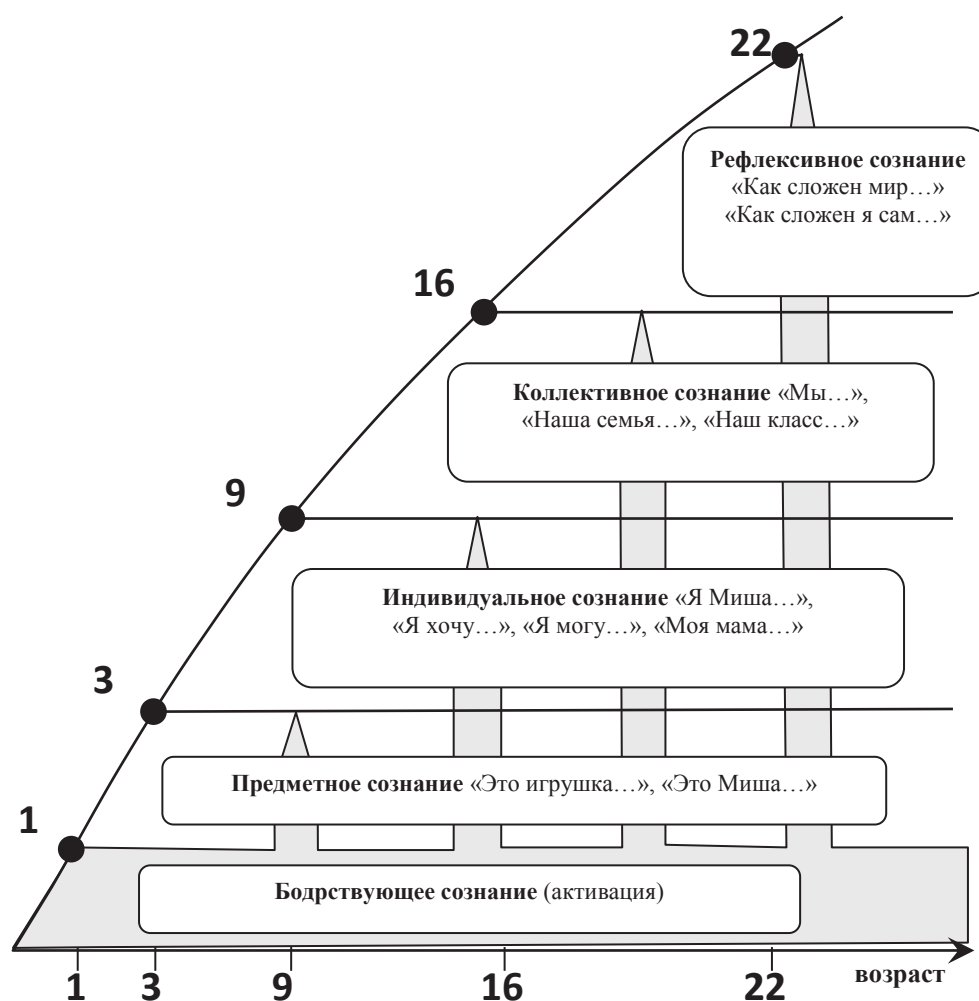 22
Рефлексивное сознание
«Как сложен мир…»
«Как сложен я сам…»
16
Коллективное сознание «Мы…»,
«Наша семья…», «Наш класс…»
9
Индивидуальное сознание «Я Миша…»,
«Я хочу…», «Я могу…», «Моя мама…»
3
Предметное сознание «Это игрушка…», «Это Миша…»
1
Бодрствующее сознание (активация)
1 3 9 16 22 возраст